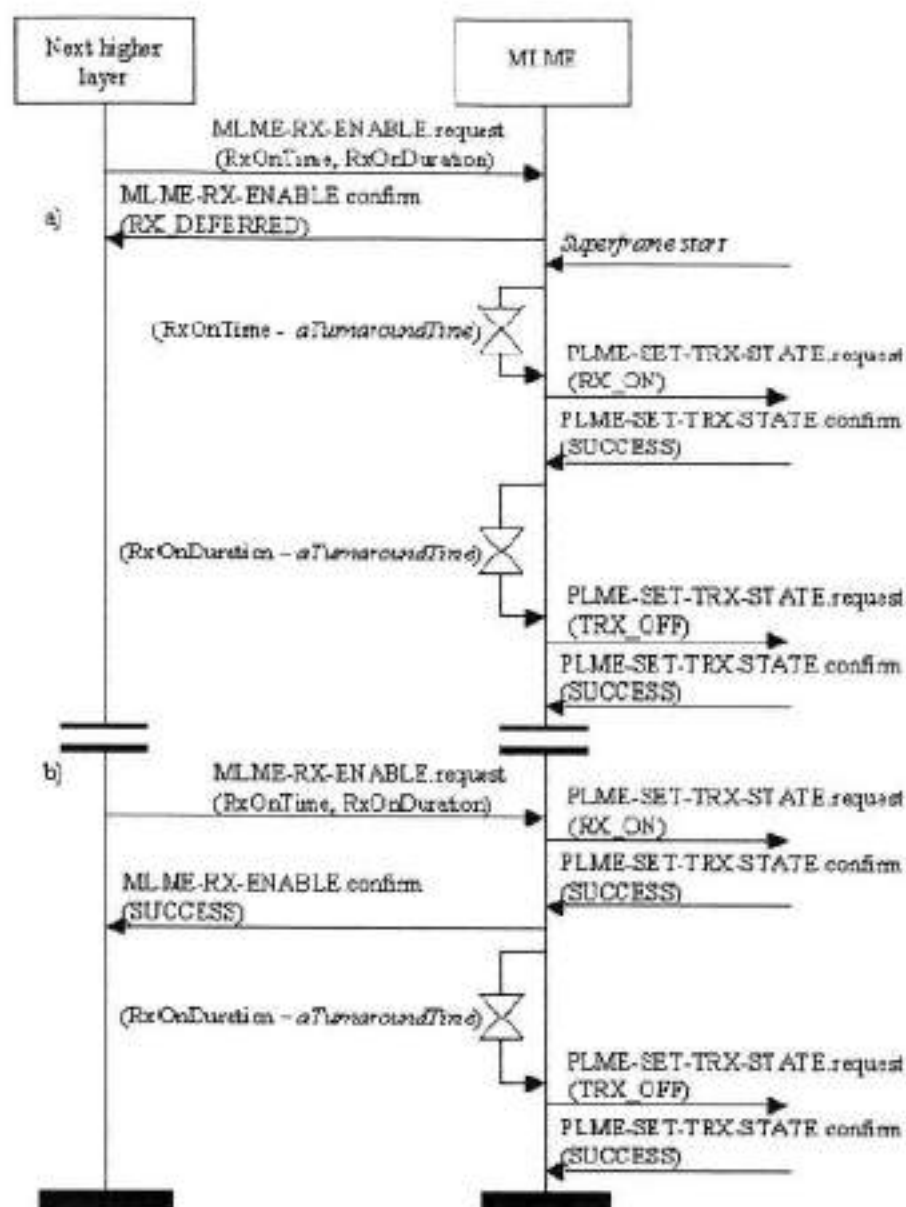 Next higher
layer
MLME
MLME-RX-ENABLE.request
(RxOnTime, RxOnDuration)
MLME-RX-ENABLE.confirm
a)
(RX_DEFERRED)
Superframe start
(RxOnTime - aTurnaroundTime)
PLME-SET-TRX-STATE.request
(RX_ON)
PLME-SET-TRX-STATE.confirm
(SUCCESS)
(RxOnDuration – aTurnaroundTime)
PLME-SET-TRX-STATE.request
(TRX_OFF)
PLME-SET-TRX-STATE.confirm
(SUCCESS)
b)
MLME-RX-ENABLE.request
(RxOnTime, RxOnDuration)
PLME-SET-TRX-STATE.request
(RX_ON)
PLME-SET-TRX-STATE.confirm
(SUCCESS)
MLME-RX-ENABLE.confirm
(SUCCESS)
(RxOnDuration – aTurnaroundTime)
PLME-SET-TRX-STATE.request
(TRX_OFF)
PLME-SET-TRX-STATE.confirm
(SUCCESS)